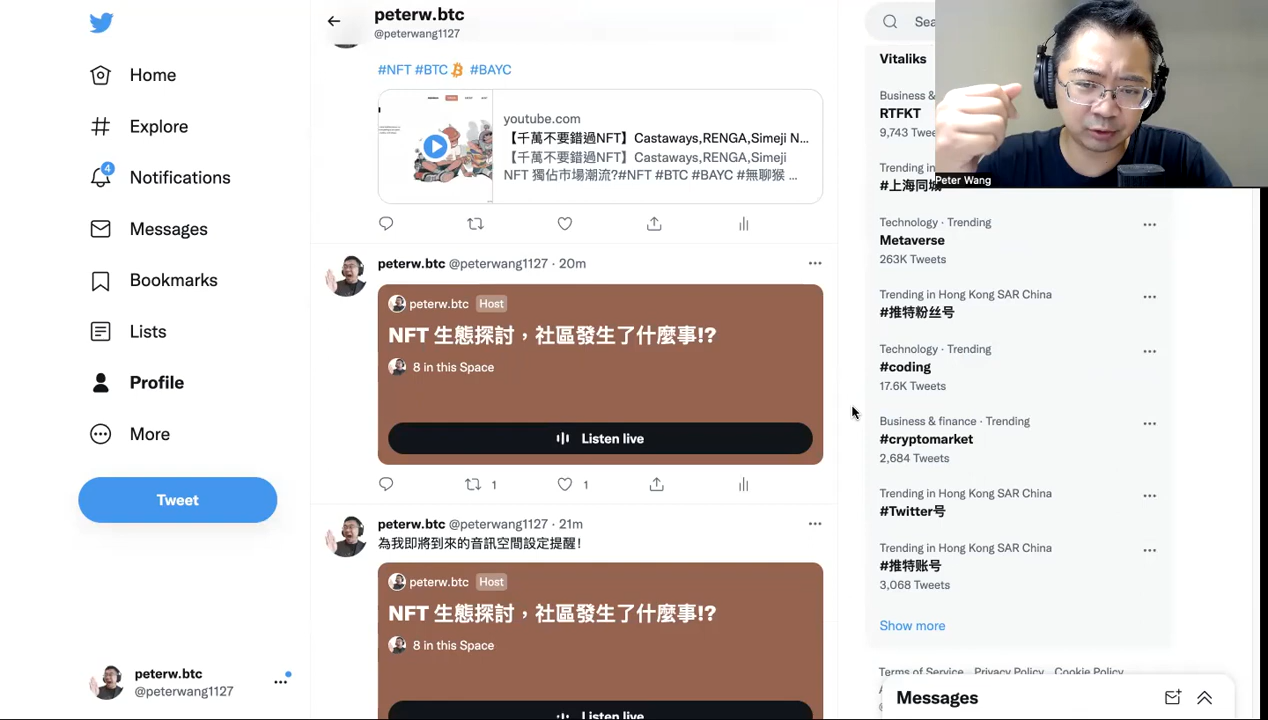 Home
Explore
4
Notifications
Messages
Bookmarks
Lists
Profile
More
Tweet
peterw.btc
@peterwang1127
peterw.btc
@peterwang1127
#NFT #BTC #BAYC
youtube.com
【千萬不要錯過NFT】Castaways,RENGA,Simeji N...
【千萬不要錯過NFT】Castaways,RENGA,Simeji
NFT 獨佔市場潮流?#NFT #BTC #BAYC #無聊猴 ...
peterw.btc @peterwang1127 · 20m
peterw.btc Host
NFT 生態探討，社區發生了什麼事!?
8 in this Space
Listen live
1 1
peterw.btc @peterwang1127 · 21m
為我即將到來的音訊空間設定提醒！
peterw.btc Host
NFT 生態探討，社區發生了什麼事!?
8 in this Space
Listen live
Sea
Vitaliks
Business &
RTFKT
9,743 Twee
Trending in
#上海同城
Peter Wang
Technology · Trending
Metaverse
263K Tweets
Trending in Hong Kong SAR China
#推特粉丝号
Technology · Trending
#coding
17.6K Tweets
Business & finance · Trending
#cryptomarket
2,684 Tweets
Trending in Hong Kong SAR China
#Twitter号
Trending in Hong Kong SAR China
#推特账号
3,068 Tweets
Show more
Terms of Service Privacy Policy Cookie Policy
Messages